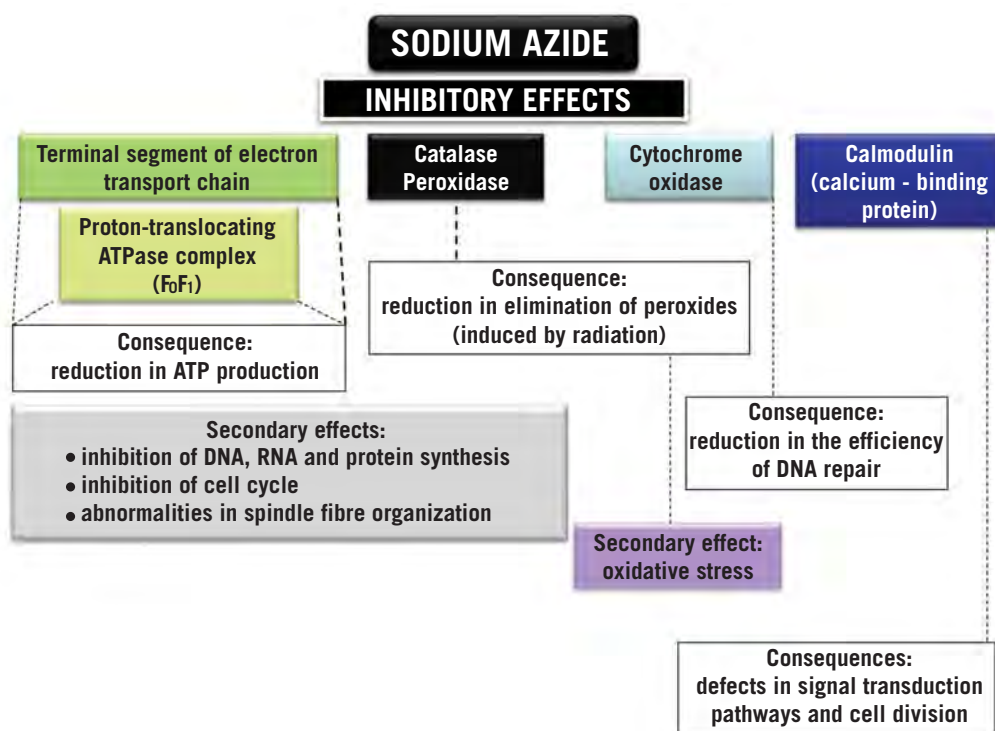 SODIUM AZIDE
INHIBITORY EFFECTS
Terminal segment of electron
transport chain
Proton-translocating
ATPase complex
(F0F1)
Consequence:
reduction in ATP production
Secondary effects:
• inhibition of DNA, RNA and protein synthesis
• inhibition of cell cycle
• abnormalities in spindle fibre organization
Catalase
Peroxidase
Consequence:
reduction in elimination of peroxides
(induced by radiation)
Secondary effect:
oxidative stress
Cytochrome
oxidase
Consequence:
reduction in the efficiency
of DNA repair
Calmodulin
(calcium - binding
protein)
Consequences:
defects in signal transduction
pathways and cell division